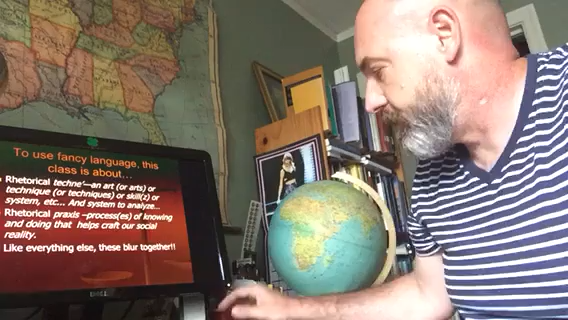 To use fancy language, this
class is about…
Rhetorical techne'—an art (or arts) or
technique (or techniques) or skill(z) or
system, etc... And system to analyze...
Rhetorical praxis –process(es) of knowing
and doing that helps craft our social
reality.
Like everything else, these blur together!!
DELL